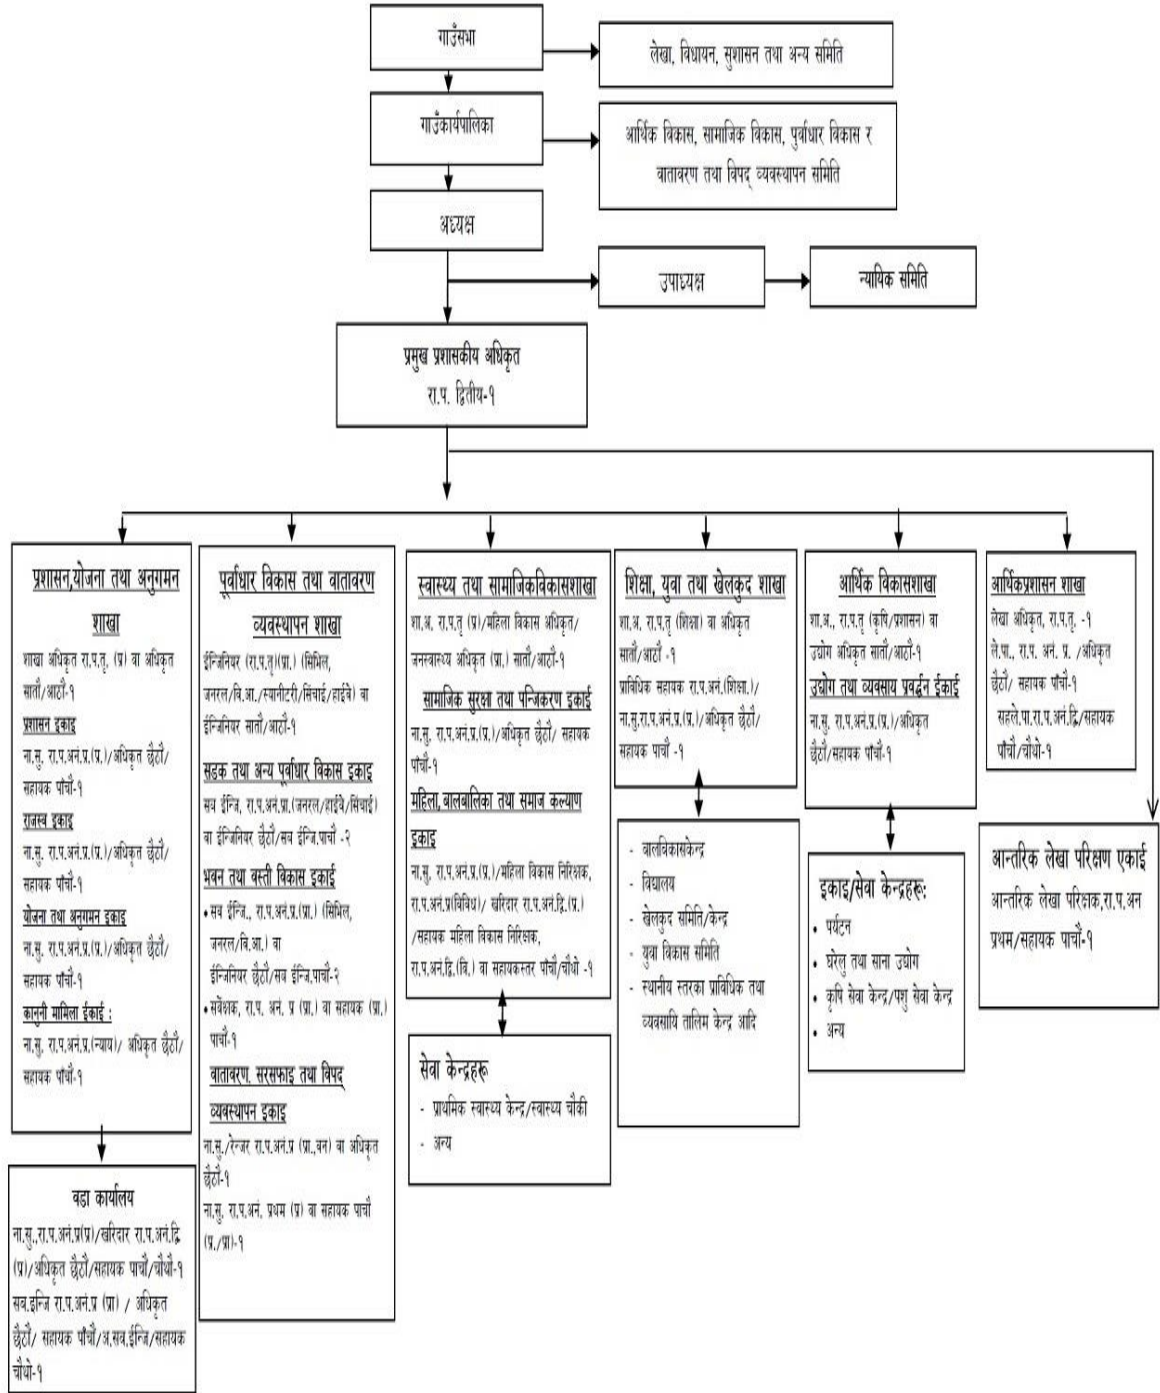 गाउँसभा
लेखा, विधायन, सुशासन तथा अन्य समिति
गाउँकार्यपालिका
आर्थिक विकास, सामाजिक विकास, पुर्वाधार विकास र
वातावरण तथा विपद् व्यवस्थापन समिति
अध्यक्ष
उपाध्यक्ष
न्यायिक समिति
प्रमुख प्रशासकीय अधिकृत
रा.प. द्वितीय-१
प्रशासन,योजना तथा अनुगमन
शाखा
शाखा अधिकृत रा.प.तृ. (प्र) वा अधिकृत
सातौ/आठौ-१
प्रशासन इकाइ
ना.सु. रा.प.अनं.प्र.(प्र.)/अधिकृत छैठौ/
सहायक पाँचौ-१
राजस्व इकाइ
ना.सु. रा.प.अनं.प्र.(प्र.)/अधिकृत छैठौ/
सहायक पाँचौ-१
योजना तथा अनुगमन इकाइ
ना.सु. रा.प.अनं.प्र.(प्र.)/अधिकृत छैठौ/
सहायक पाँचौ-१
कानुनी मामिला ईकाई :
ना.सु. रा.प.अनं.प्र.(न्याय)/ अधिकृत छैठौ/
सहायक पाँचौ-१
वडा कार्यालय
ना.सु.,रा.प.अनं.प्र(प्र)/खरिदार रा.प.अनं.द्वि
(प्र)/अधिकृत छैठौ/सहायक पाचौ/चौथौ-१
सव.इन्जि रा.प.अनं.प्र (प्रा) / अधिकृत
छैठौ/ सहायक पाँचौ/अ.सव.ईन्जि/सहायक
चौथो-१
पूर्वाधार विकास तथा वातावरण
व्यवस्थापन शाखा
ईन्जिनियर (रा.प.तृ)(प्रा.) (सिभिल,
जनरल/वि.आ./स्यानीटरी/सिंचाई/हाईवे) वा
ईन्जिनियर सातौ/आठौ-१
सडक तथा अन्य पूर्वाधार विकास इकाइ
सव ईन्जि, रा.प.अनं.प्रा.(जनरल/हाईवे/सिंचाई)
वा ईन्जिनियर छैठौ/सव ईन्जि.पाचौ -२
भवन तथा वस्ती विकास इकाई
• सव ईन्जि., रा.प.अनं.प्र.(प्रा.) (सिभिल,
जनरल/वि.आ.) वा
ईन्जिनियर छैठौ/सव ईन्जि.पाचौ-२
• सर्वेक्षक, रा.प. अनं. प्र (प्रा.) वा सहायक (प्रा.)
पाचौ-१
वातावरण, सरसफाइ तथा विपद्
व्यवस्थापन इकाइ
ना.सु./रेन्जर रा.प.अनं.प्र (प्रा.,वन) वा अधिकृत
छैठौ-१
ना.सु, रा.प.अनं. प्रथम (प्र) वा सहायक पाचौ
(प्र./प्रा)-१
स्वास्थ्य तथा सामाजिकविकासशाखा
शा.अ. रा.प.तृ (प्र)/महिला विकास अधिकृत/
जनस्वास्थ्य अधिकृत (प्रा.) सातौ/आठौ-१
सामाजिक सुरक्षा तथा पन्जिकरण इकाई
ना.सु. रा.प.अनं.प्र.(प्र.)/अधिकृत छैठौ/ सहायक
पाँचौ-१
महिला, बालबालिका तथा समाज कल्याण
इकाइ
ना.सु. रा.प.अनं.प्र.(प्र.)/महिला विकास निरिक्षक,
रा.प.अनं.प्र(विविध)/ खरिदार रा.प.अनं.द्वि.(प्र.)
/सहायक महिला विकास निरिक्षक,
रा.प.अनं.द्वि.(वि.) वा सहायकस्तर पाँचौ/चौथो -१
सेवा केन्द्रहरू
- प्राथमिक स्वास्थ्य केन्द्र/स्वास्थ्य चौकी
- अन्य
शिक्षा, युवा तथा खेलकुद शाखा
शा.अ. रा.प.तृ (शिक्षा) वा अधिकृत
सातौ/आठौ -१
प्राविधिक सहायक रा.प.अनं.(शिक्षा.)/
ना.सु.रा.प.अनं.प्र.(प्र.)/अधिकृत छैठौ/
सहायक पाचौ -१
- वालविकासकेन्द्र
- विद्यालय
- खेलकुद समिति/केन्द्र
- युवा विकास समिति
- स्थानीय स्तरका प्राविधिक तथा
व्यवसायि तालिम केन्द्र आदि
आर्थिक विकासशाखा
शा.अ., रा.प.तृ (कृषि/प्रशासन) वा
उद्योग अधिकृत सातौ/आठौ-१
उद्योग तथा व्यवसाय प्रवर्द्धन ईकाई
ना.सु. रा.प.अनं.प्र.(प्र.)/अधिकृत
छैठौ/सहायक पाँचौ-१
इकाइ/सेवा केन्द्रहरू:
• पर्यटन
• घरेलु तथा साना उद्योग
• कृषि सेवा केन्द्र/पशु सेवा केन्द्र
• अन्य
आर्थिकप्रशासन शाखा
लेखा अधिकृत, रा.प.तृ. -१
ले.पा., रा.प. अनं. प्र. /अधिकृत
छैठौ/ सहायक पाँचौ-१
सहले.पा.रा.प.अनं.द्वि./सहायक
पाँचौ/चौथो-१
आन्तरिक लेखा परिक्षण एकाई
आन्तरिक लेखा परिक्षक,रा.प.अन
प्रथम/सहायक पाचौं-१